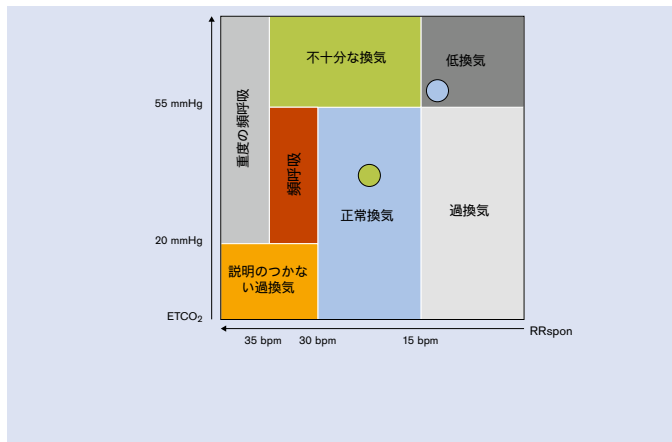 不十分な換気
低換気
55 mmHg
重度の頻呼吸
頻呼吸
正常換気
過換気
20 mmHg
説明のつかな
い過換気
ETCO₂
RRspon
35 bpm
30 bpm
15 bpm